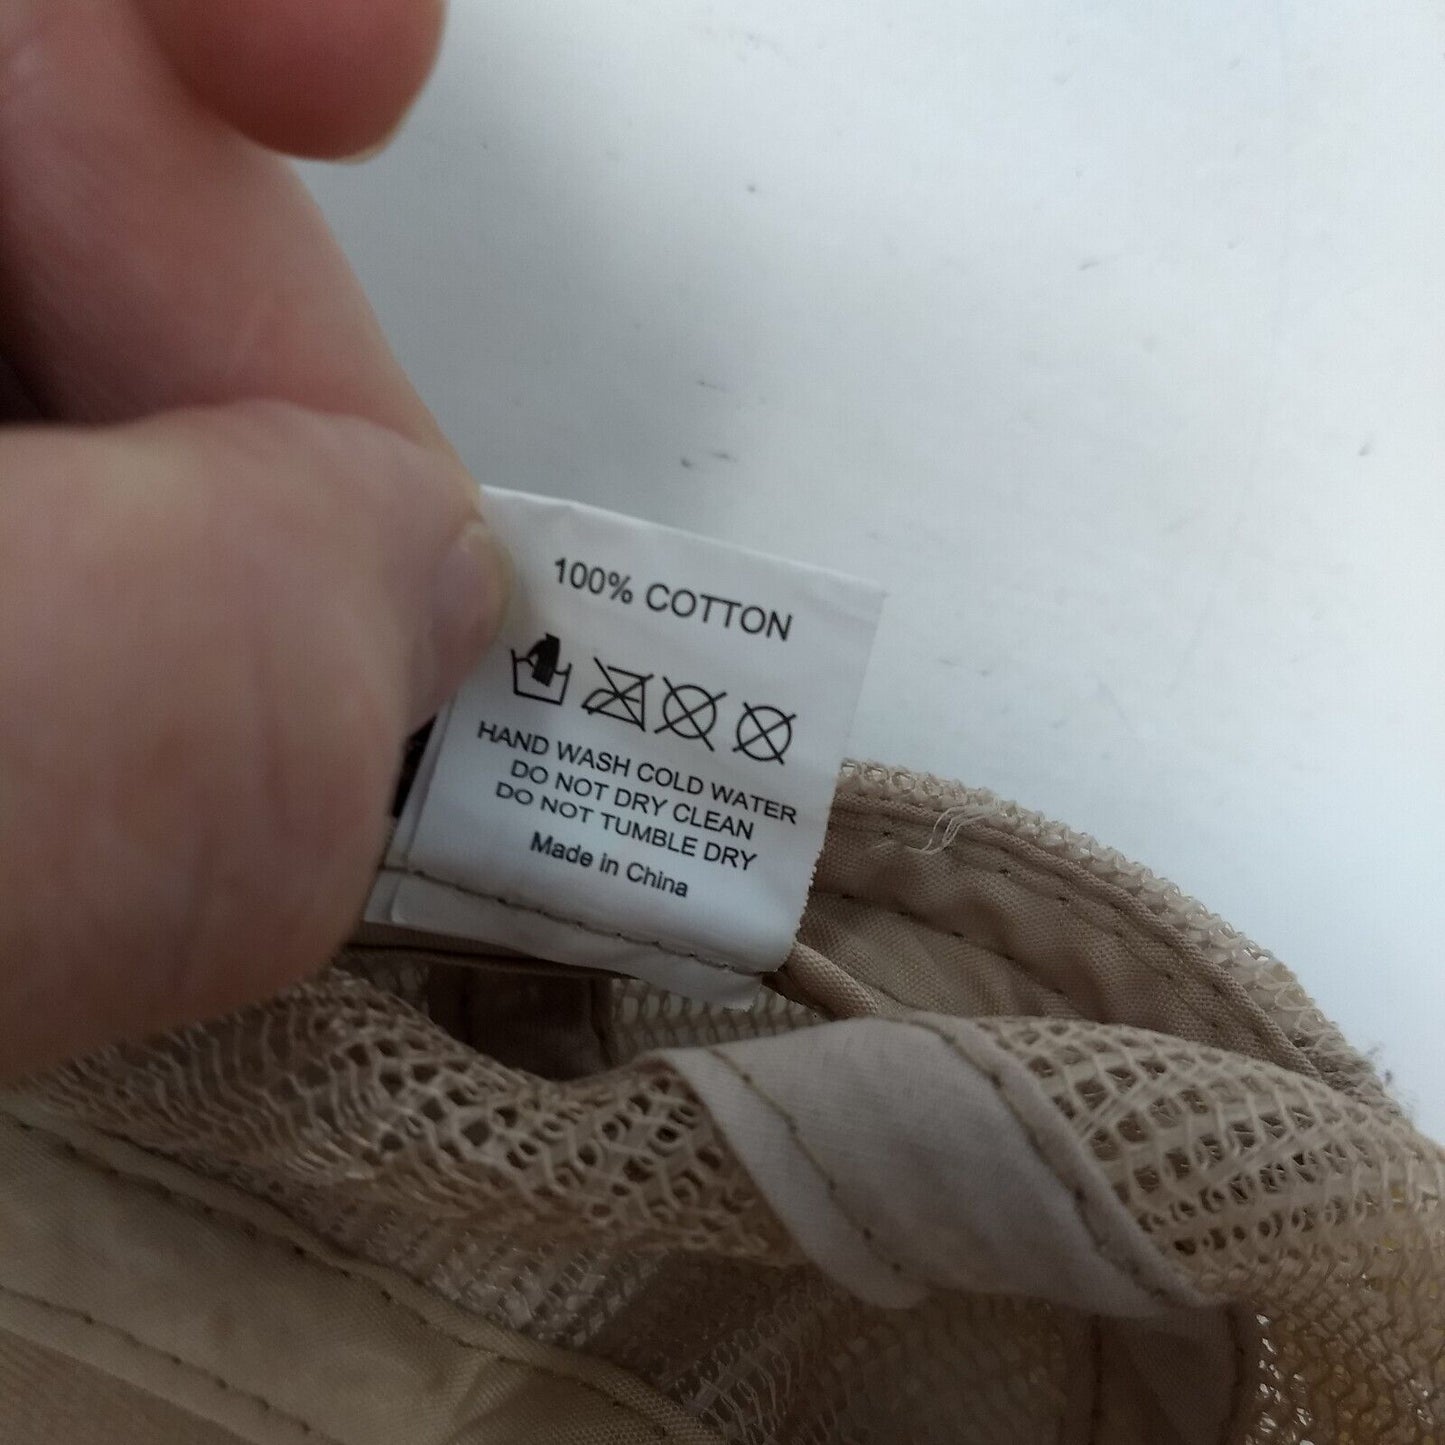 100% COTTON
HAND WASH COLD WATER
DO NOT DRY CLEAN
DO NOT TUMBLE DRY
Made in China